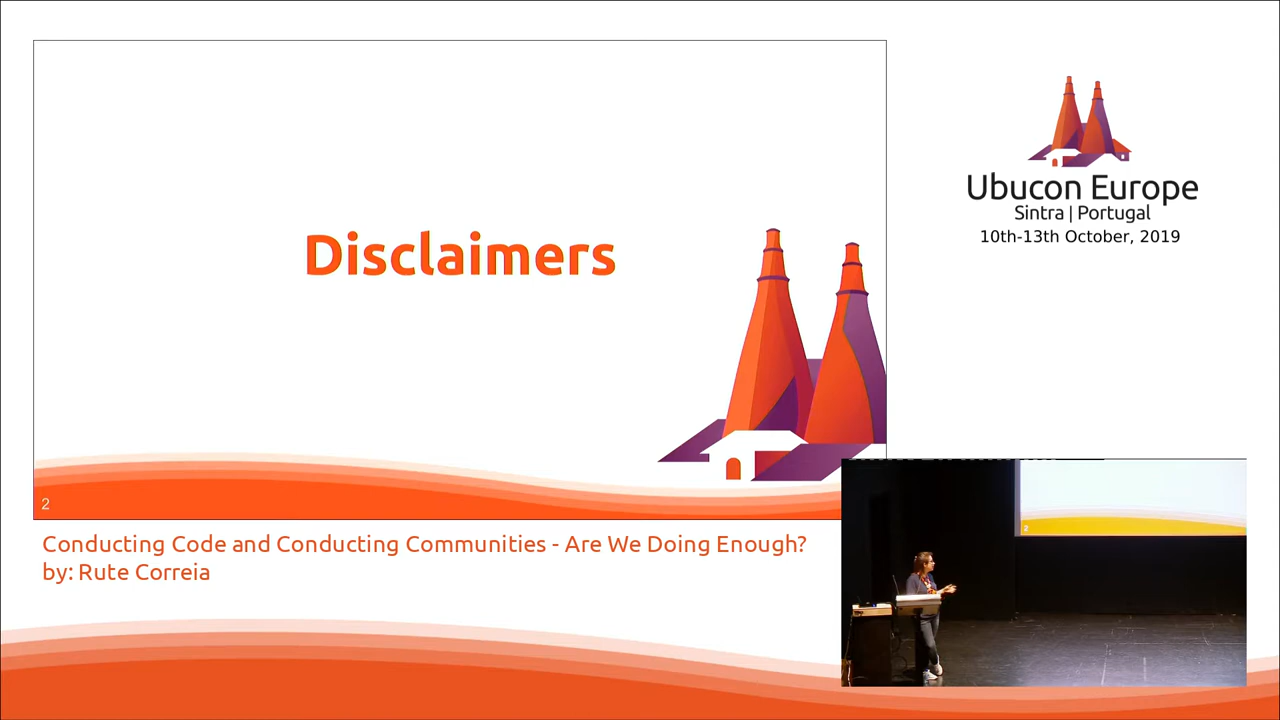 Disclaimers
2
Conducting Code and Conducting Communities - Are We Doing Enough?
by: Rute Correia
Ubucon Europe
Sintra | Portugal
10th-13th October, 2019
2